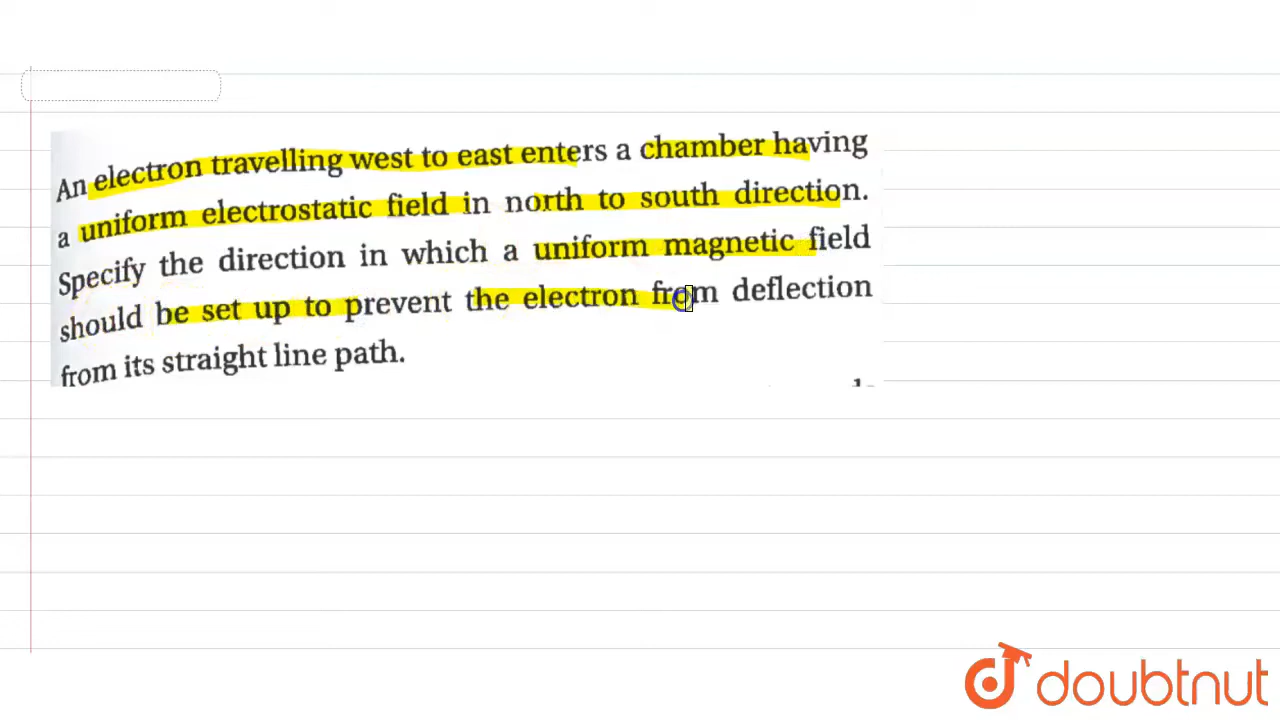 An electron travelling west to east enters a chamber having
a uniform electrostatic field in north to south direction.
Specify the direction in which a uniform magnetic field
should be set up to prevent the electron from deflection
from its straight line path.
doubtnut